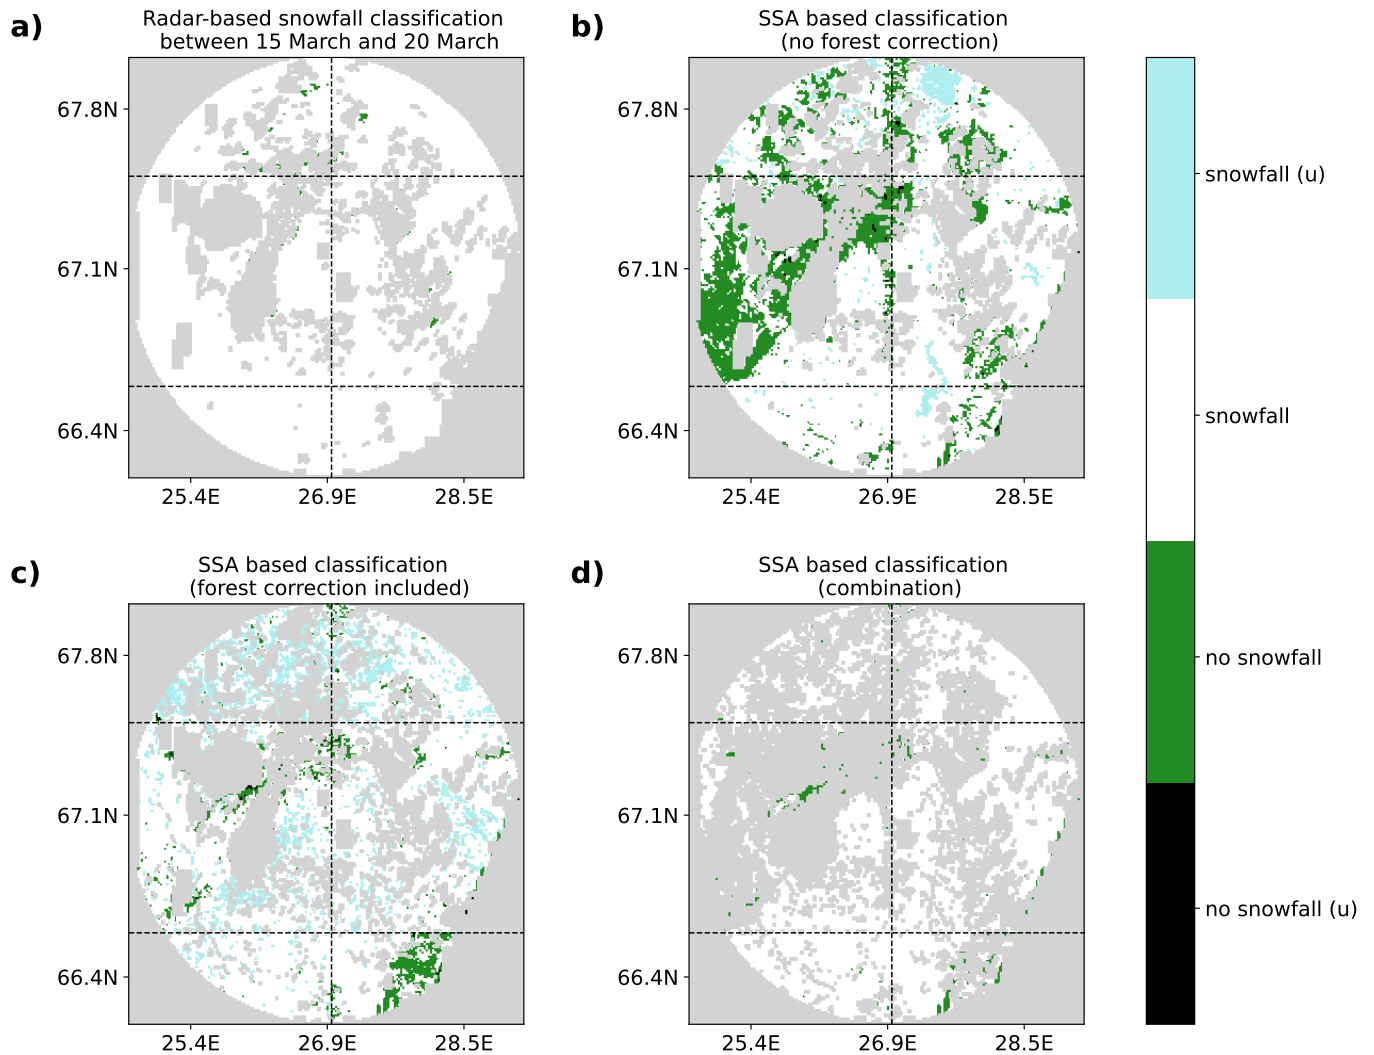 a)
Radar-based snowfall classification
between 15 March and 20 March
67.8N
67.1N
66.4N
25.4E 26.9E 28.5E
b)
SSA based classification
(no forest correction)
67.8N
67.1N
66.4N
25.4E 26.9E 28.5E
c)
SSA based classification
(forest correction included)
67.8N
67.1N
66.4N
25.4E 26.9E 28.5E
d)
SSA based classification
(combination)
67.8N
67.1N
66.4N
25.4E 26.9E 28.5E
snowfall (u)
snowfall
no snowfall
no snowfall (u)